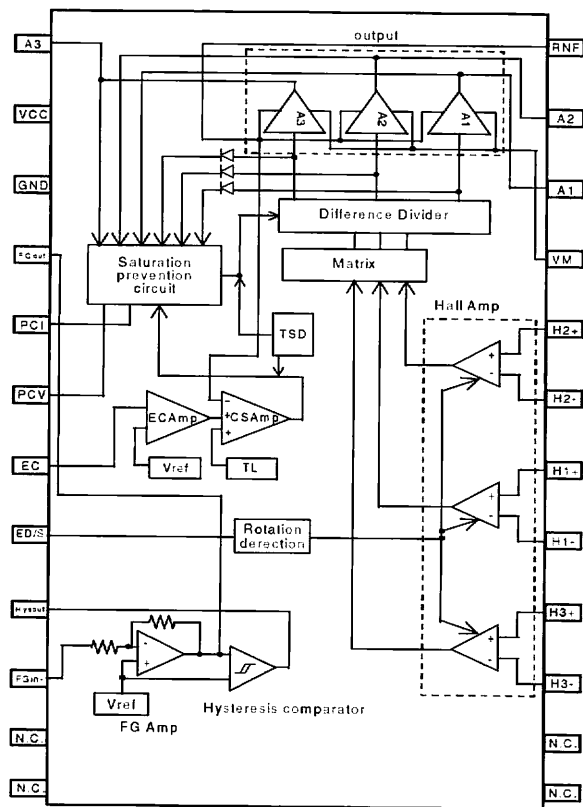 output
A3
RNF
VCC
A3
A2
A1
A2
GND
A1
Difference Divider
FGout
Saturation
prevention
circuit
Matrix
VM
Hall Amp
PCI
TSD
H2+
+
-
PCV
H2-
-
+
+
ECAmp
CSAmp
EC
Vref
TL
H1+
+
-
ED/S
Rotation
derection
H1-
Hysout
H3+
+
-
-
+
FGin-
H3-
Vref
Hysteresis comparator
FG Amp
N.C.
N.C.
N.C.
N.C.